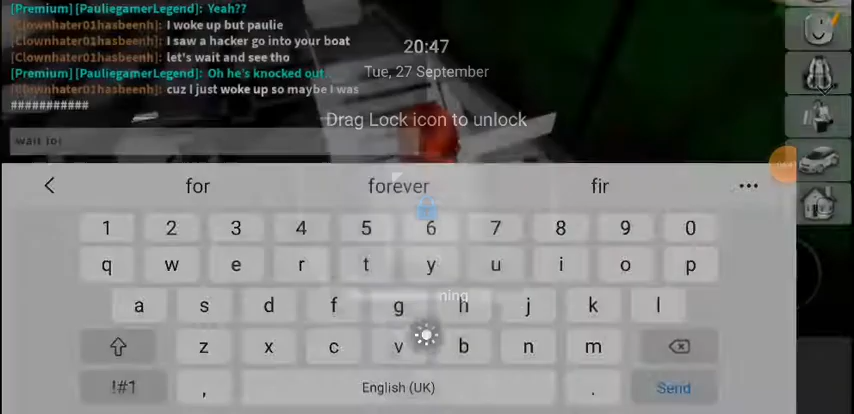 [Premium] [PauliegamerLegend]: Yeah??
[Clownhater01hasbeenh]: I woke up but paulie
[Clownhater01hasbeenh]: I saw a hacker go into your boat
[Clownhater01hasbeenh]: let's wait and see tho
[Premium] [PauliegamerLegend]: Oh he's knocked out..
[Clownhater01hasbeenh]: cuz I just woke up so maybe I was
###########
20:47
Tue, 27 September
Drag Lock icon to unlock
wait for
for forever fir
1 2 3 4 5 6 7 8 9 0
q w e r t y u i o p
a s d f g h j k l
z x c v b n m
!#1 , English (UK) . Send